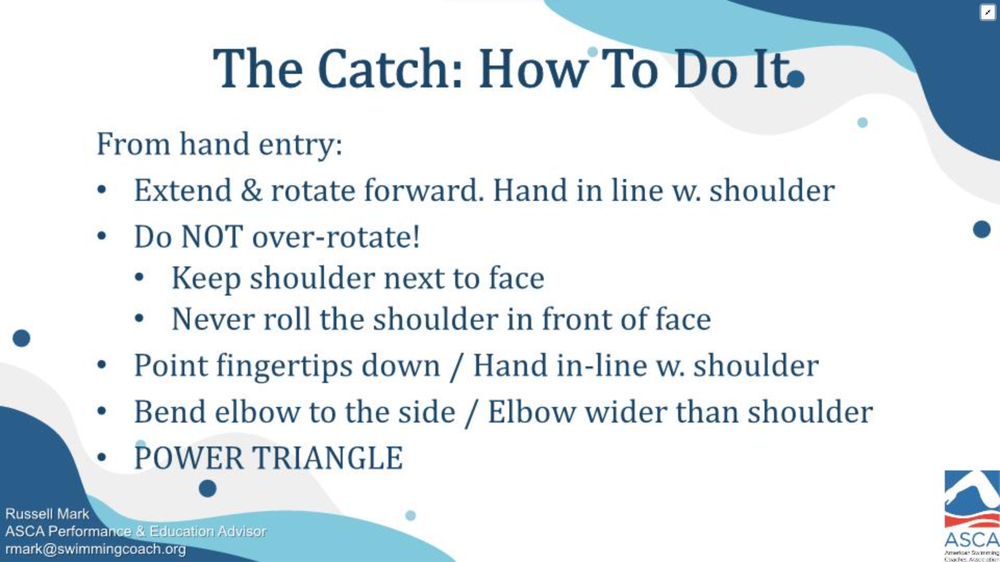 The Catch: How To Do It
From hand entry:
• Extend & rotate forward. Hand in line w. shoulder
• Do NOT over-rotate!
• Keep shoulder next to face
• Never roll the shoulder in front of face
• Point fingertips down / Hand in-line w. shoulder
• Bend elbow to the side / Elbow wider than shoulder
• POWER TRIANGLE
Russell Mark
ASCA Performance & Education Advisor
rmark@swimmingcoach.org
ASCA
American Swimming
Coaches Association